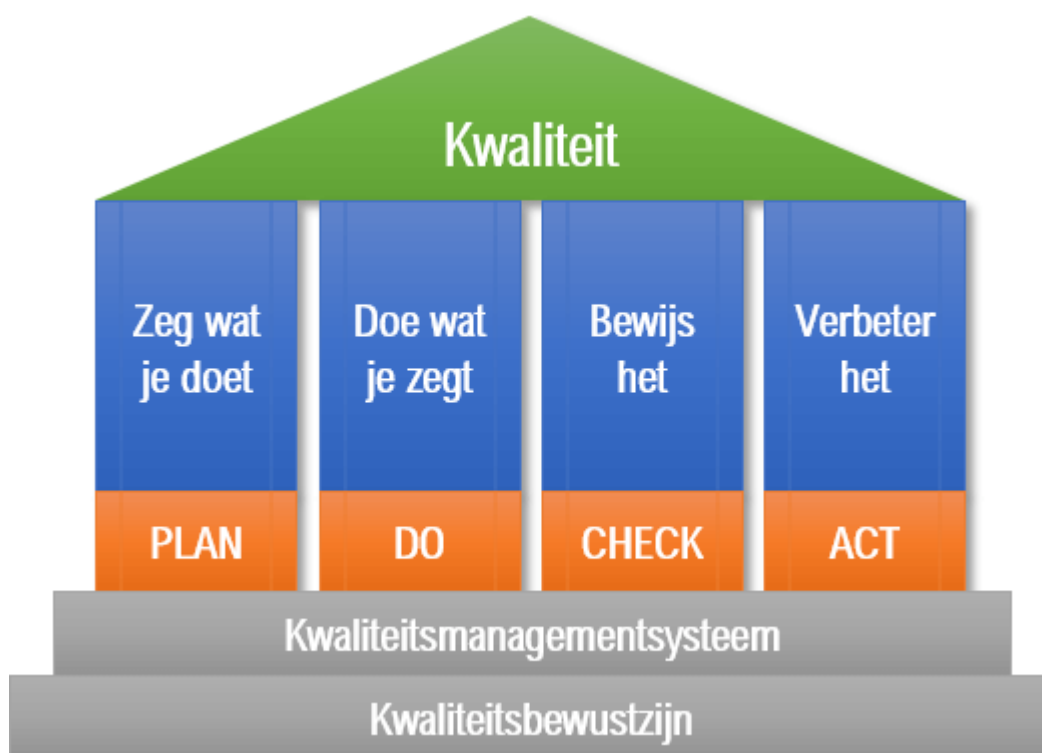 Kwaliteit
Zeg wat
je doet
Doe wat
je zegt
Bewijs
het
Verbeter
het
PLAN
DO
CHECK
ACT
Kwaliteitsmanagementsysteem
Kwaliteitsbewustzijn